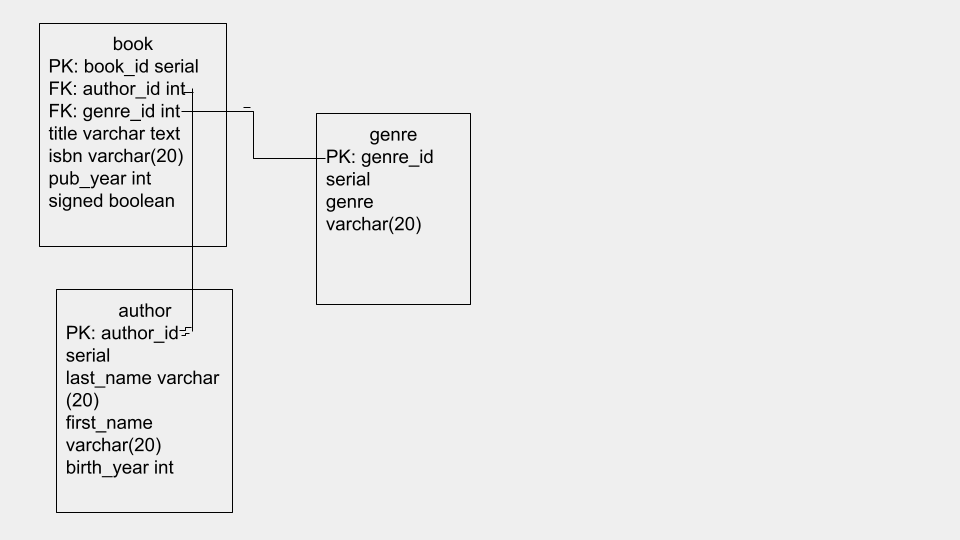 book
PK: book_id serial
FK: author_id int
FK: genre_id int
title varchar text
isbn varchar(20)
pub_year int
signed boolean
genre
PK: genre_id
serial
genre
varchar(20)
author
PK: author_id
serial
last_name varchar
(20)
first_name
varchar(20)
birth_year int